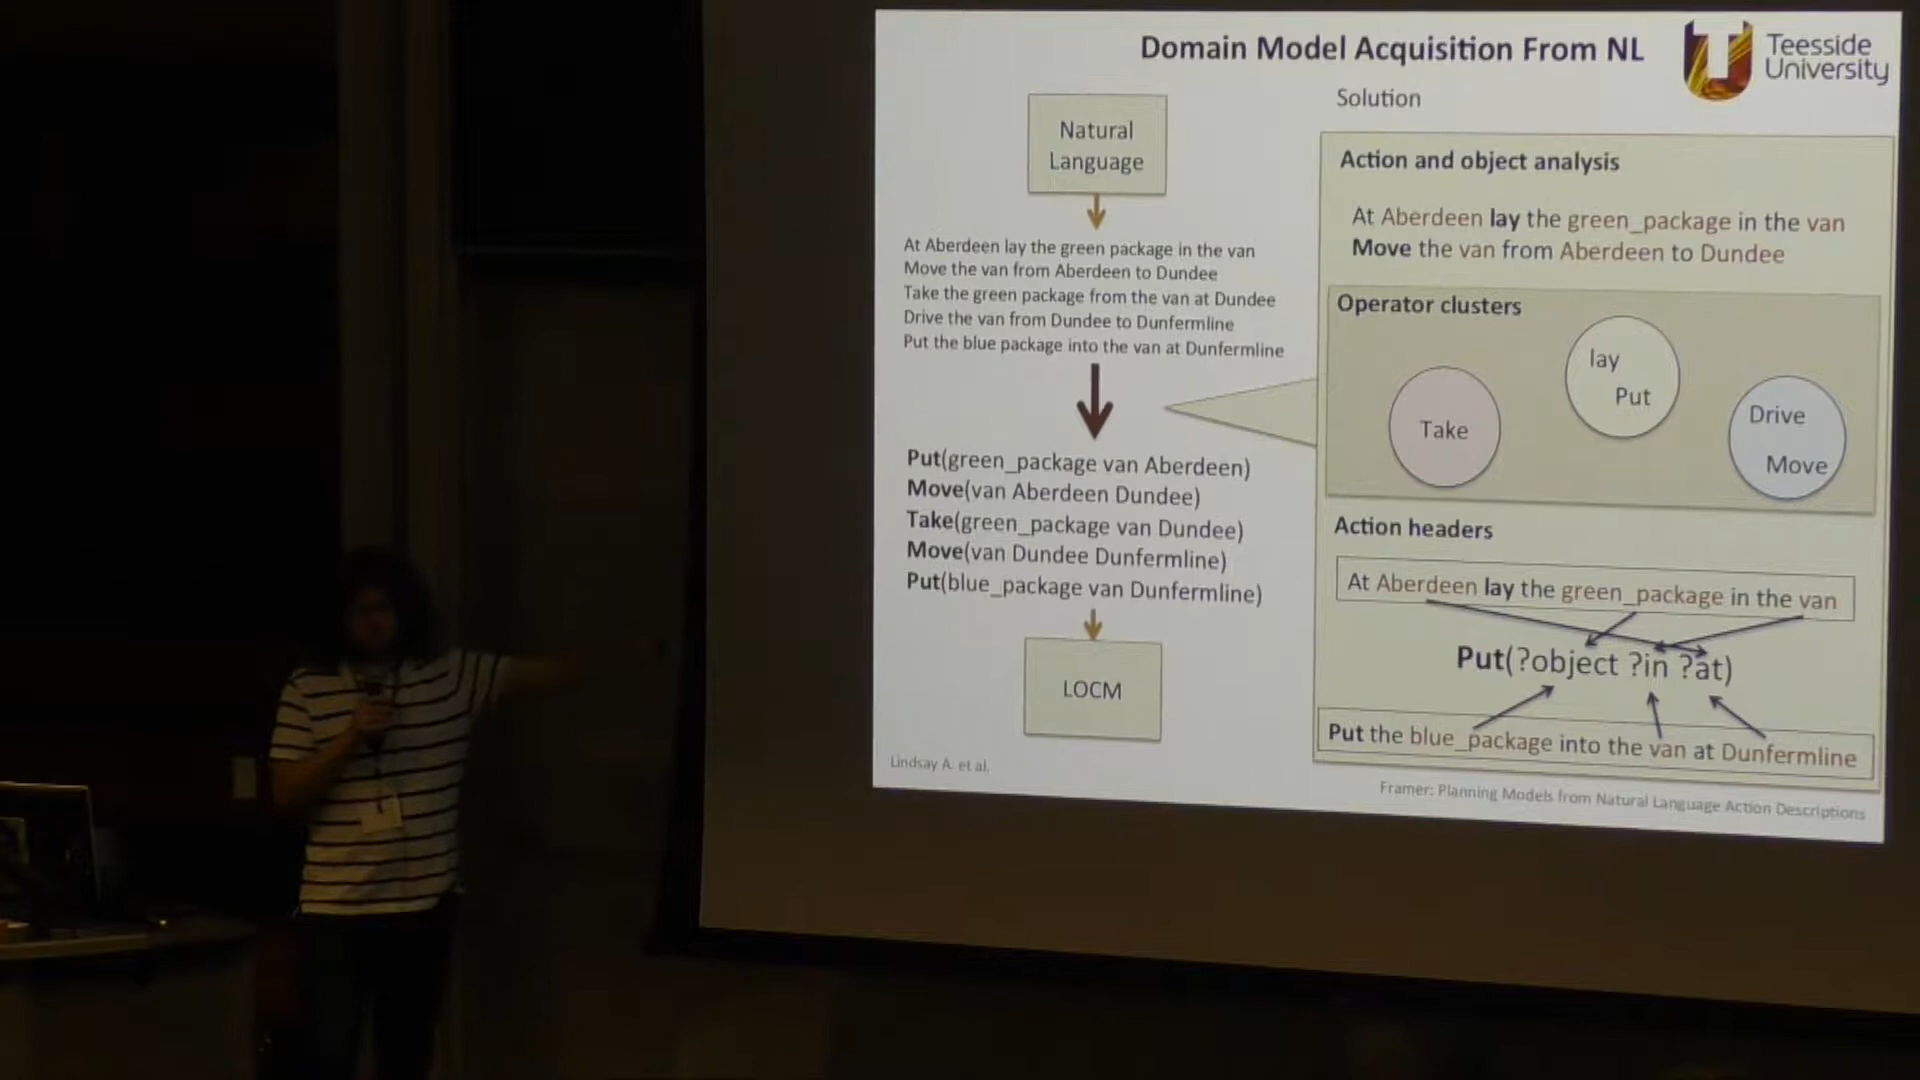 Domain Model Acquisition From NL
Teesside
University
Solution
Natural
Language
At Aberdeen lay the green package in the van
Move the van from Aberdeen to Dundee
Take the green package from the van at Dundee
Drive the van from Dundee to Dunfermline
Put the blue package into the van at Dunfermline
Put(green_package van Aberdeen)
Move(van Aberdeen Dundee)
Take(green_package van Dundee)
Move(van Dundee Dunfermline)
Put(blue_package van Dunfermline)
LOCM
Lindsay A. et al.
Action and object analysis
At Aberdeen lay the green_package in the van
Move the van from Aberdeen to Dundee
Operator clusters
Take
lay
Put
Drive
Move
Action headers
At Aberdeen lay the green_package in the van
Put(?object ?in ?at)
Put the blue_package into the van at Dunfermline
Framer: Planning Models from Natural Language Action Descriptions